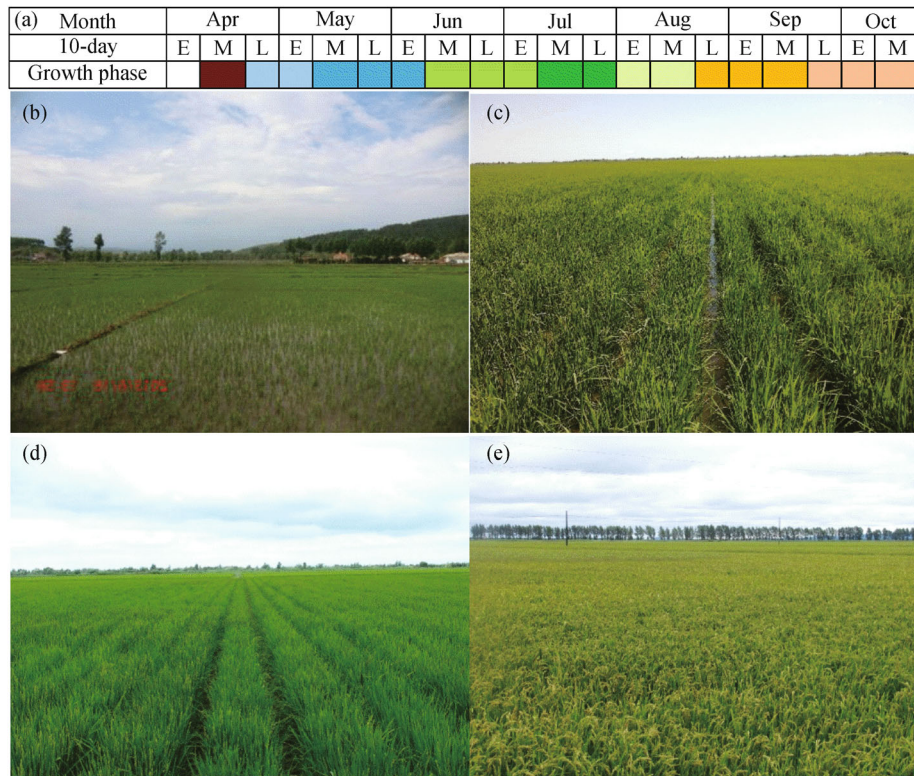 (a) Month Apr May Jun Jul Aug Sep Oct
10-day E M L E M L E M L E M L E M L E M L E M
Growth phase
(b)
(c)
(d)
(e)